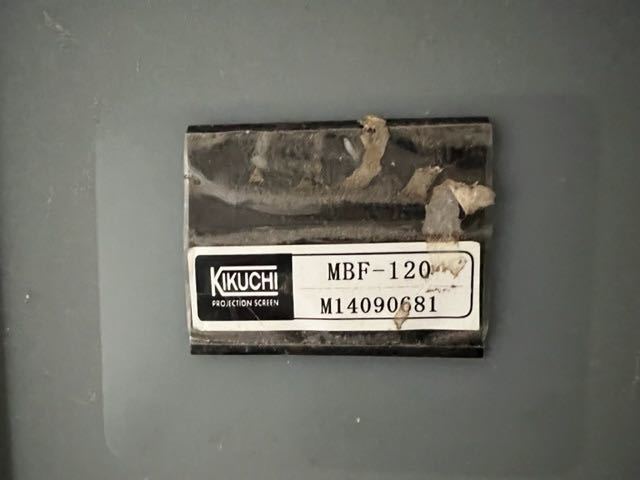 KIKUCHI
PROJECTION SCREEN
MBF-120
M14090681